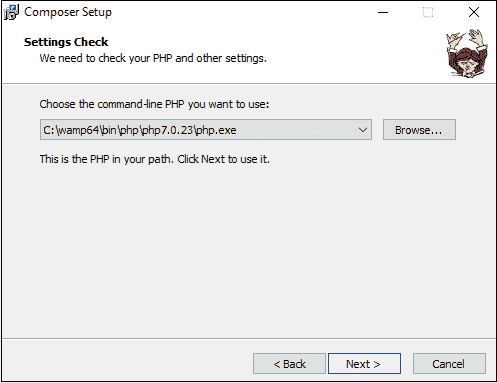 Composer Setup
Settings Check
We need to check your PHP and other settings.
Choose the command-line PHP you want to use:
C:\wamp64\bin\php\php7.0.23\php.exe
Browse...
This is the PHP in your path. Click Next to use it.
< Back
Next >
Cancel